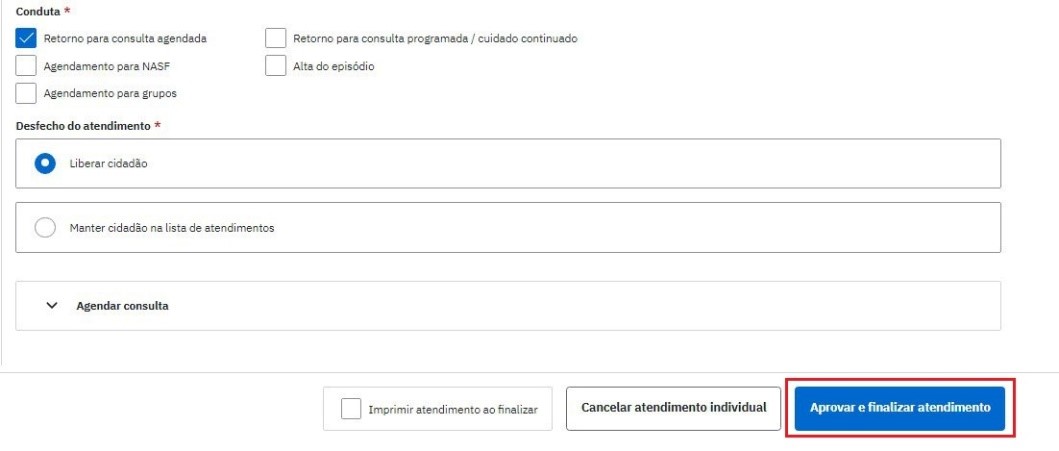 Conduta *
Retorno para consulta agendada
Retorno para consulta programada / cuidado continuado
Agendamento para NASF
Alta do episódio
Agendamento para grupos
Desfecho do atendimento *
Liberar cidadão
Manter cidadão na lista de atendimentos
Agendar consulta
Imprimir atendimento ao finalizar
Cancelar atendimento individual
Aprovar e finalizar atendimento